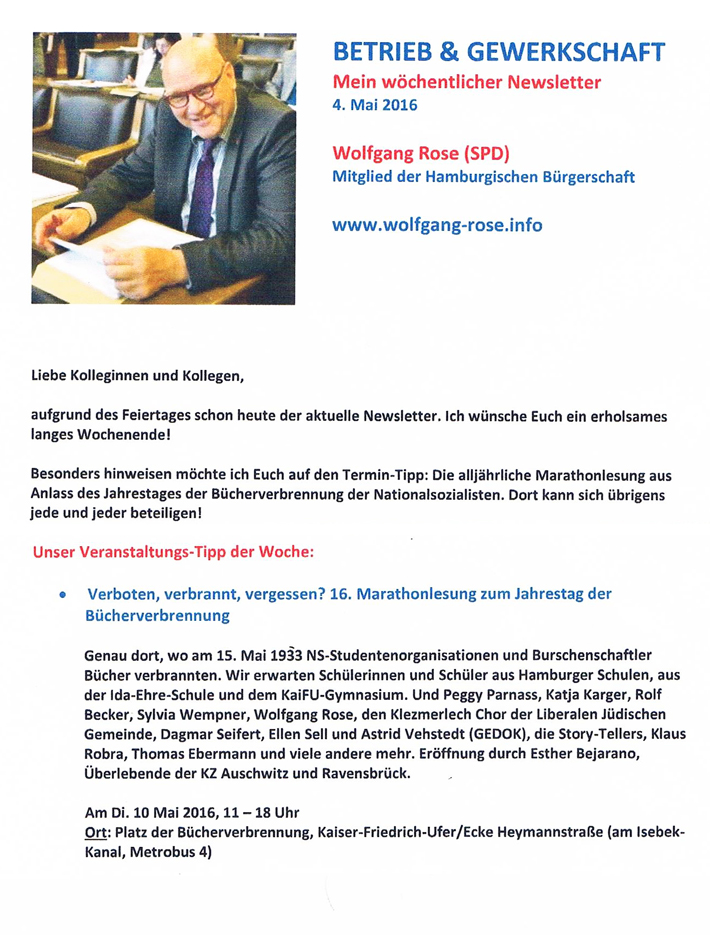 BETRIEB & GEWERKSCHAFT
Mein wöchentlicher Newsletter
4. Mai 2016
Wolfgang Rose (SPD)
Mitglied der Hamburgischen Bürgerschaft
www.wolfgang-rose.info
Liebe Kolleginnen und Kollegen,
aufgrund des Feiertages schon heute der aktuelle Newsletter. Ich wünsche Euch ein erholsames
langes Wochenende!
Besonders hinweisen möchte ich Euch auf den Termin-Tipp: Die alljährliche Marathonlesung aus
Anlass des Jahrestages der Bücherverbrennung der Nationalsozialisten. Dort kann sich übrigens
jede und jeder beteiligen!
Unser Veranstaltungs-Tipp der Woche:
• Verboten, verbrannt, vergessen? 16. Marathonlesung zum Jahrestag der
Bücherverbrennung
Genau dort, wo am 15. Mai 1933 NS-Studentenorganisationen und Burschenschaftler
Bücher verbrannten. Wir erwarten Schülerinnen und Schüler aus Hamburger Schulen, aus
der Ida-Ehre-Schule und dem KaiFU-Gymnasium. Und Peggy Parnass, Katja Karger, Rolf
Becker, Sylvia Wempner, Wolfgang Rose, den Klezmerlech Chor der Liberalen Jüdischen
Gemeinde, Dagmar Seifert, Ellen Sell und Astrid Vehstedt (GEDOK), die Story-Tellers, Klaus
Robra, Thomas Ebermann und viele andere mehr. Eröffnung durch Esther Bejarano,
Überlebende der KZ Auschwitz und Ravensbrück.
Am Di. 10 Mai 2016, 11 – 18 Uhr
Ort: Platz der Bücherverbrennung, Kaiser-Friedrich-Ufer/Ecke Heymannstraße (am Isebek-
Kanal, Metrobus 4)